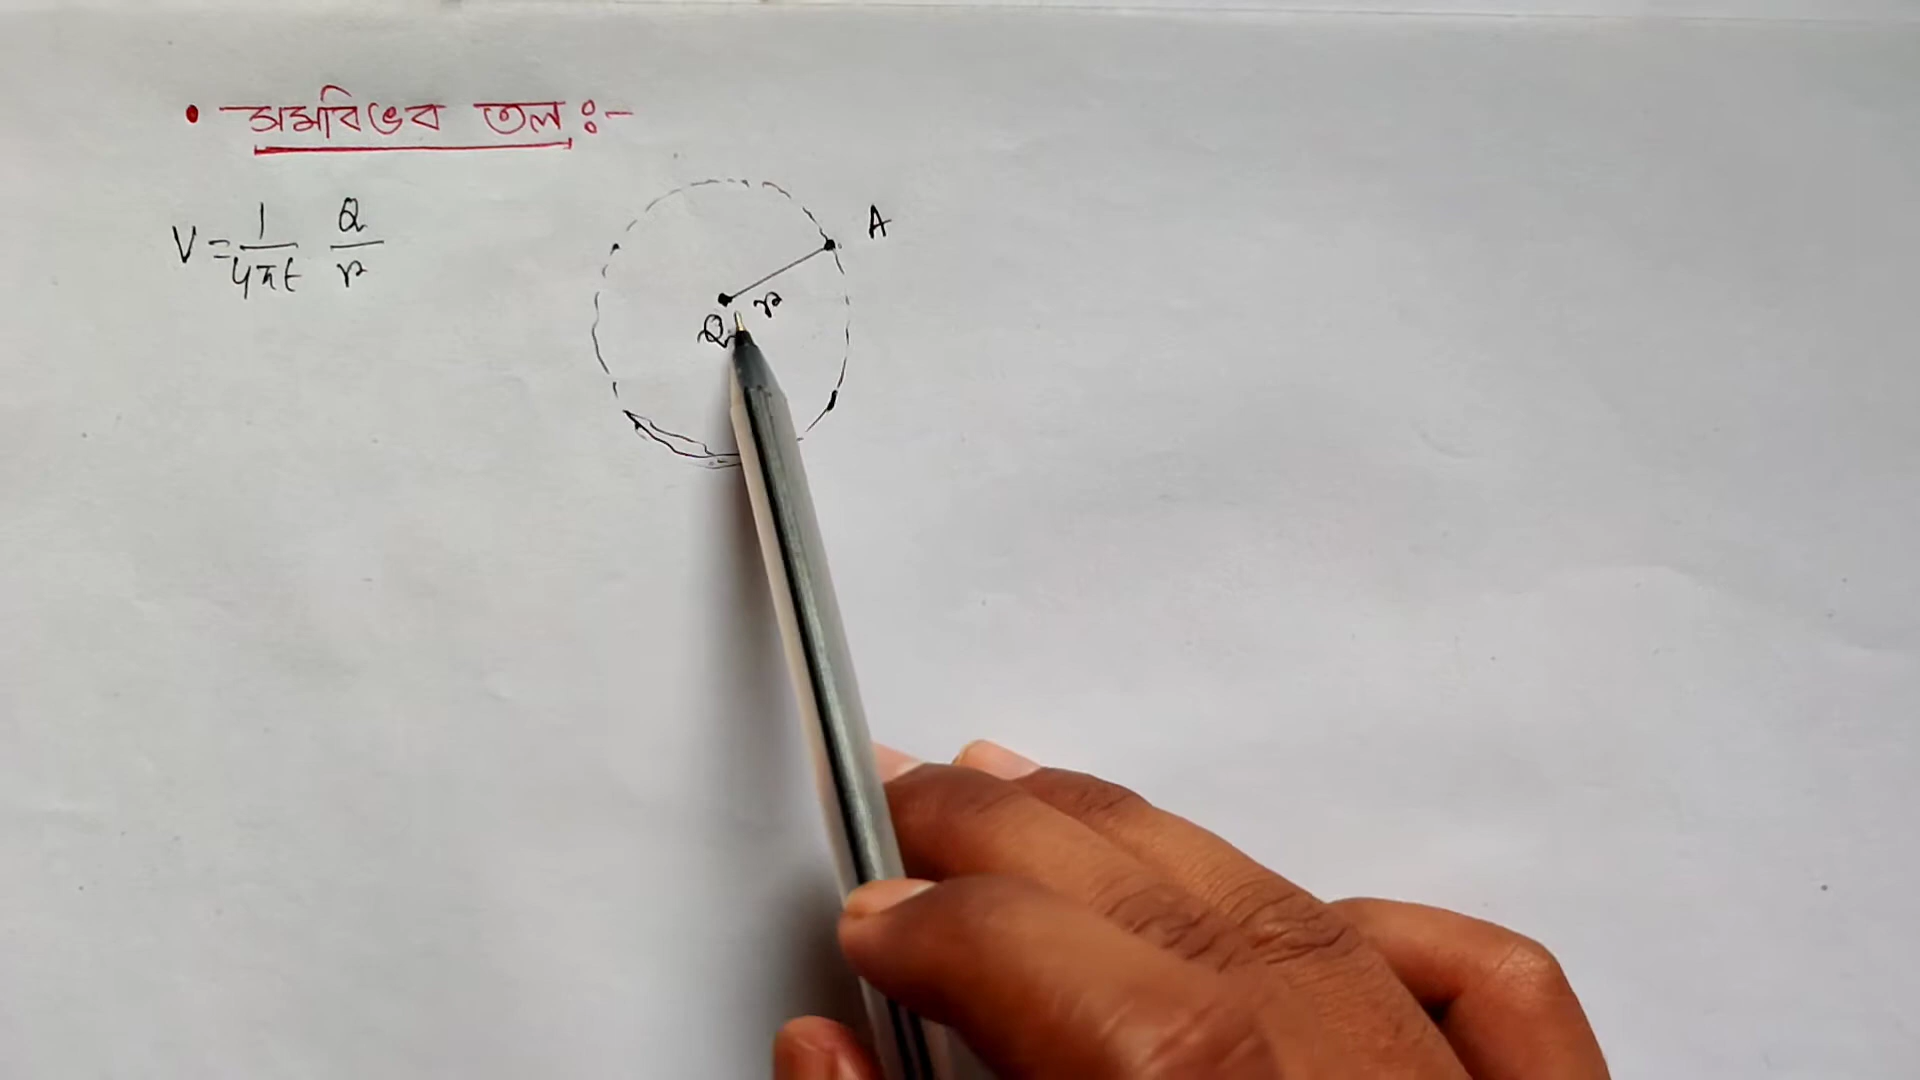 • সমবিভব তল ঃ-
V = 1/4πε Q/r
A
r
Q